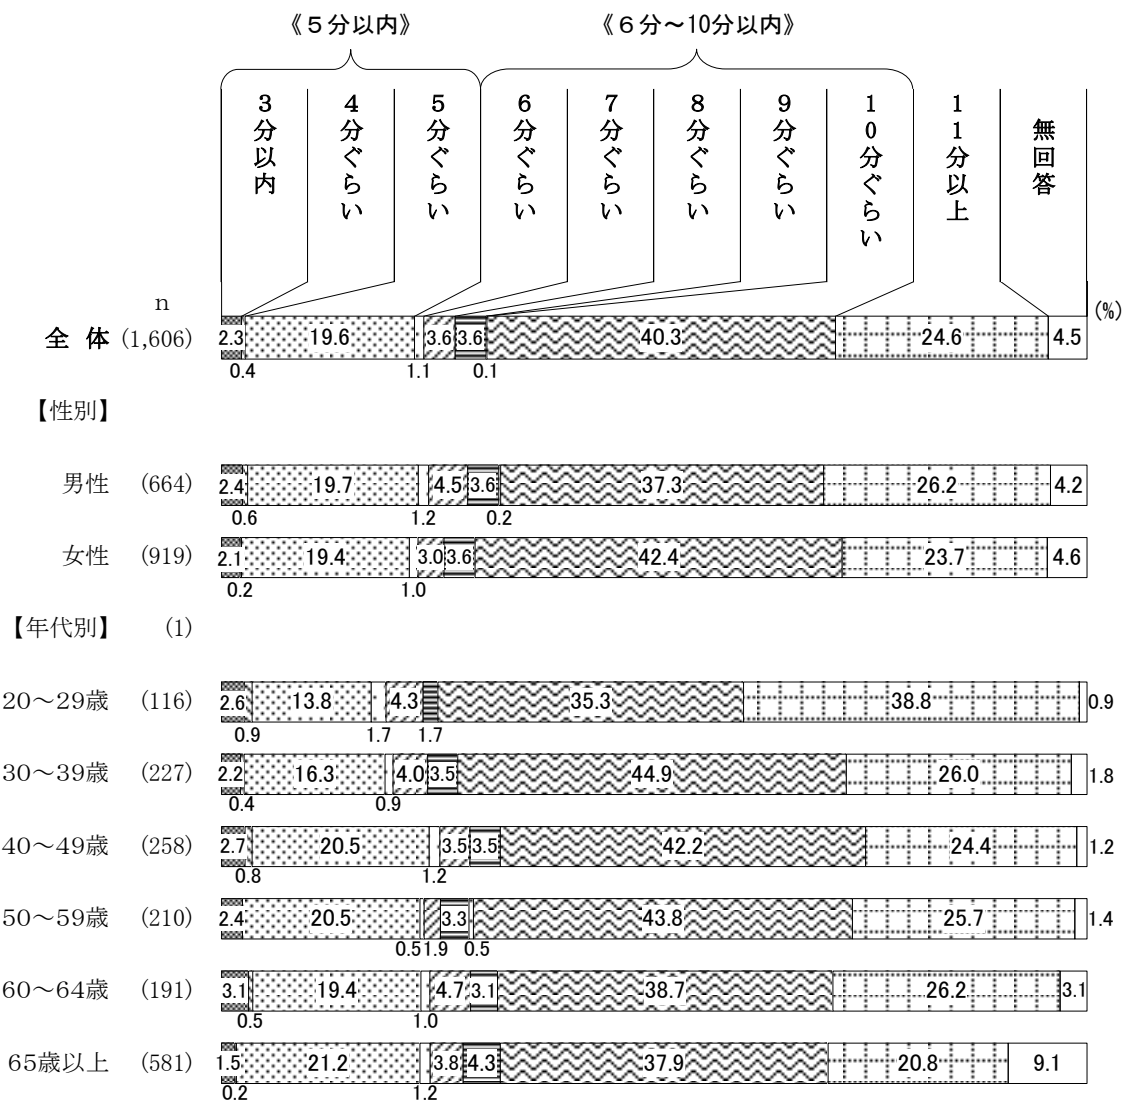 《５分以内》 《６分～10分以内》
３分以内
４分ぐらい
５分ぐらい
６分ぐらい
７分ぐらい
８分ぐらい
９分ぐらい
１０分ぐらい
１１分以上
無回答
n
(%)
全 体 (1,606) 2.3 19.6 3.6 3.6 40.3 24.6 4.5
0.4 1.1 0.1
【性別】
男性 (664) 2.4 19.7 4.5 3.6 37.3 26.2 4.2
0.6 1.2 0.2
女性 (919) 2.1 19.4 3.0 3.6 42.4 23.7 4.6
0.2 1.0
【年代別】 (1)
20～29歳 (116) 2.6 13.8 4.3 35.3 38.8 0.9
0.9 1.7 1.7
30～39歳 (227) 2.2 16.3 4.0 3.5 44.9 26.0 1.8
0.4 0.9
40～49歳 (258) 2.7 20.5 3.5 3.5 42.2 24.4 1.2
0.8 1.2
50～59歳 (210) 2.4 20.5 3.3 43.8 25.7 1.4
0.5 1.9 0.5
60～64歳 (191) 3.1 19.4 4.7 3.1 38.7 26.2 3.1
0.5 1.0
65歳以上 (581) 1.5 21.2 3.8 4.3 37.9 20.8 9.1
0.2 1.2